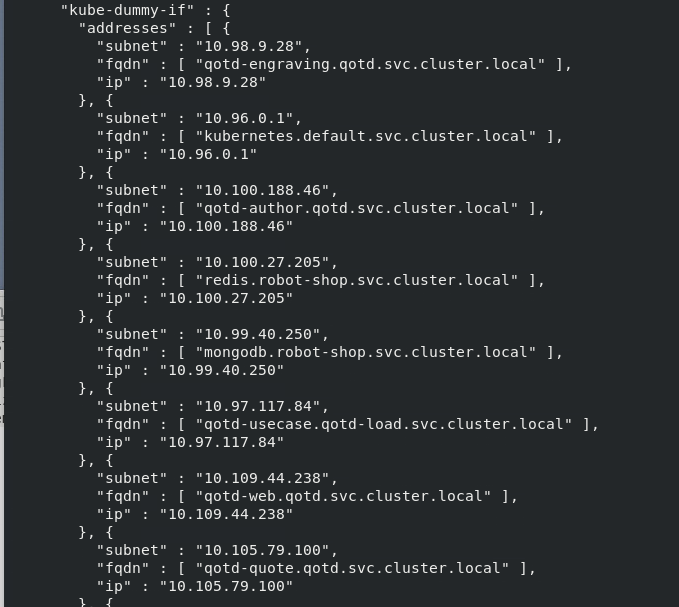 "kube-dummy-if" : {
"addresses" : [ {
"subnet" : "10.98.9.28",
"fqdn" : [ "qotd-engraving.qotd.svc.cluster.local" ],
"ip" : "10.98.9.28"
}, {
"subnet" : "10.96.0.1",
"fqdn" : [ "kubernetes.default.svc.cluster.local" ],
"ip" : "10.96.0.1"
}, {
"subnet" : "10.100.188.46",
"fqdn" : [ "qotd-author.qotd.svc.cluster.local" ],
"ip" : "10.100.188.46"
}, {
"subnet" : "10.100.27.205",
"fqdn" : [ "redis.robot-shop.svc.cluster.local" ],
"ip" : "10.100.27.205"
}, {
"subnet" : "10.99.40.250",
"fqdn" : [ "mongodb.robot-shop.svc.cluster.local" ],
"ip" : "10.99.40.250"
}, {
"subnet" : "10.97.117.84",
"fqdn" : [ "qotd-usecase.qotd-load.svc.cluster.local" ],
"ip" : "10.97.117.84"
}, {
"subnet" : "10.109.44.238",
"fqdn" : [ "qotd-web.qotd.svc.cluster.local" ],
"ip" : "10.109.44.238"
}, {
"subnet" : "10.105.79.100",
"fqdn" : [ "qotd-quote.qotd.svc.cluster.local" ],
"ip" : "10.105.79.100"
}, {